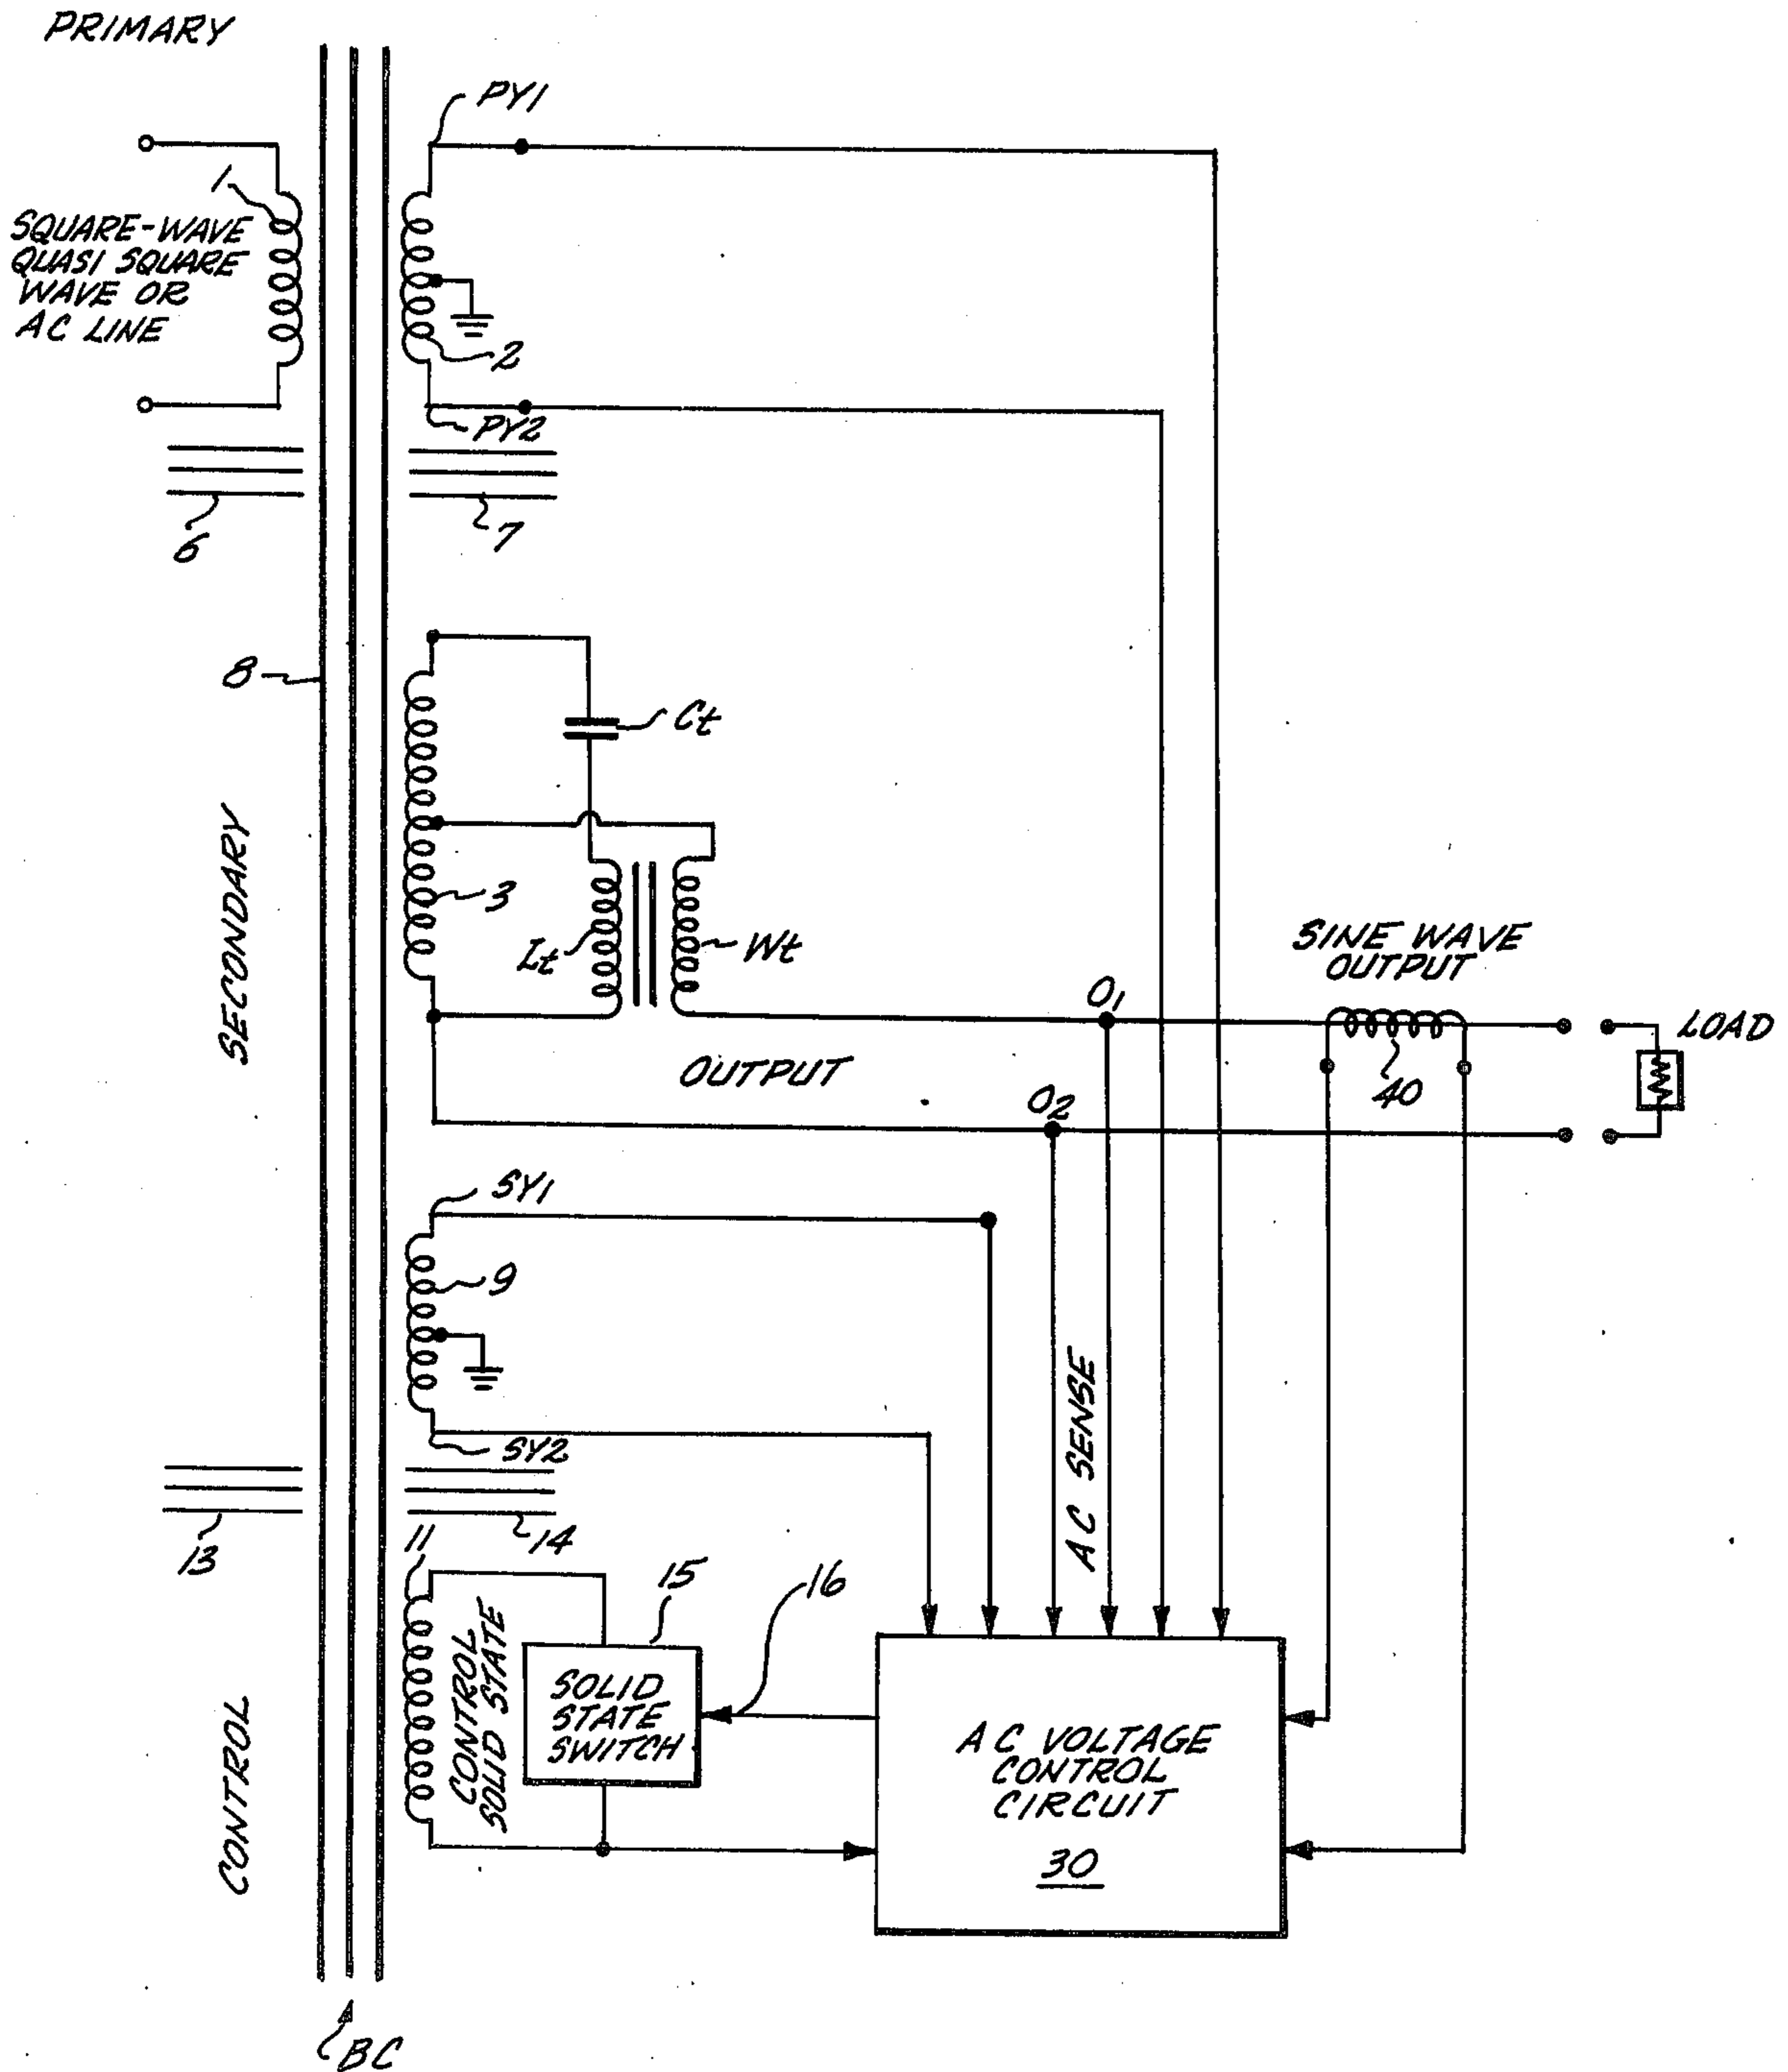 PRIMARY
PY1
1
SQUARE-WAVE
QUASI SQUARE
WAVE OR
AC LINE
2
PY2
6
7
8
Ct
SECONDARY
3
Lt
Wt
SINE WAVE
OUTPUT
O1
LOAD
OUTPUT
40
O2
SY1
9
AC SENSE
SY2
13
14
11
15
16
CONTROL
SOLID STATE
SOLID
STATE
SWITCH
AC VOLTAGE
CONTROL
CIRCUIT
30
CONTROL
BC